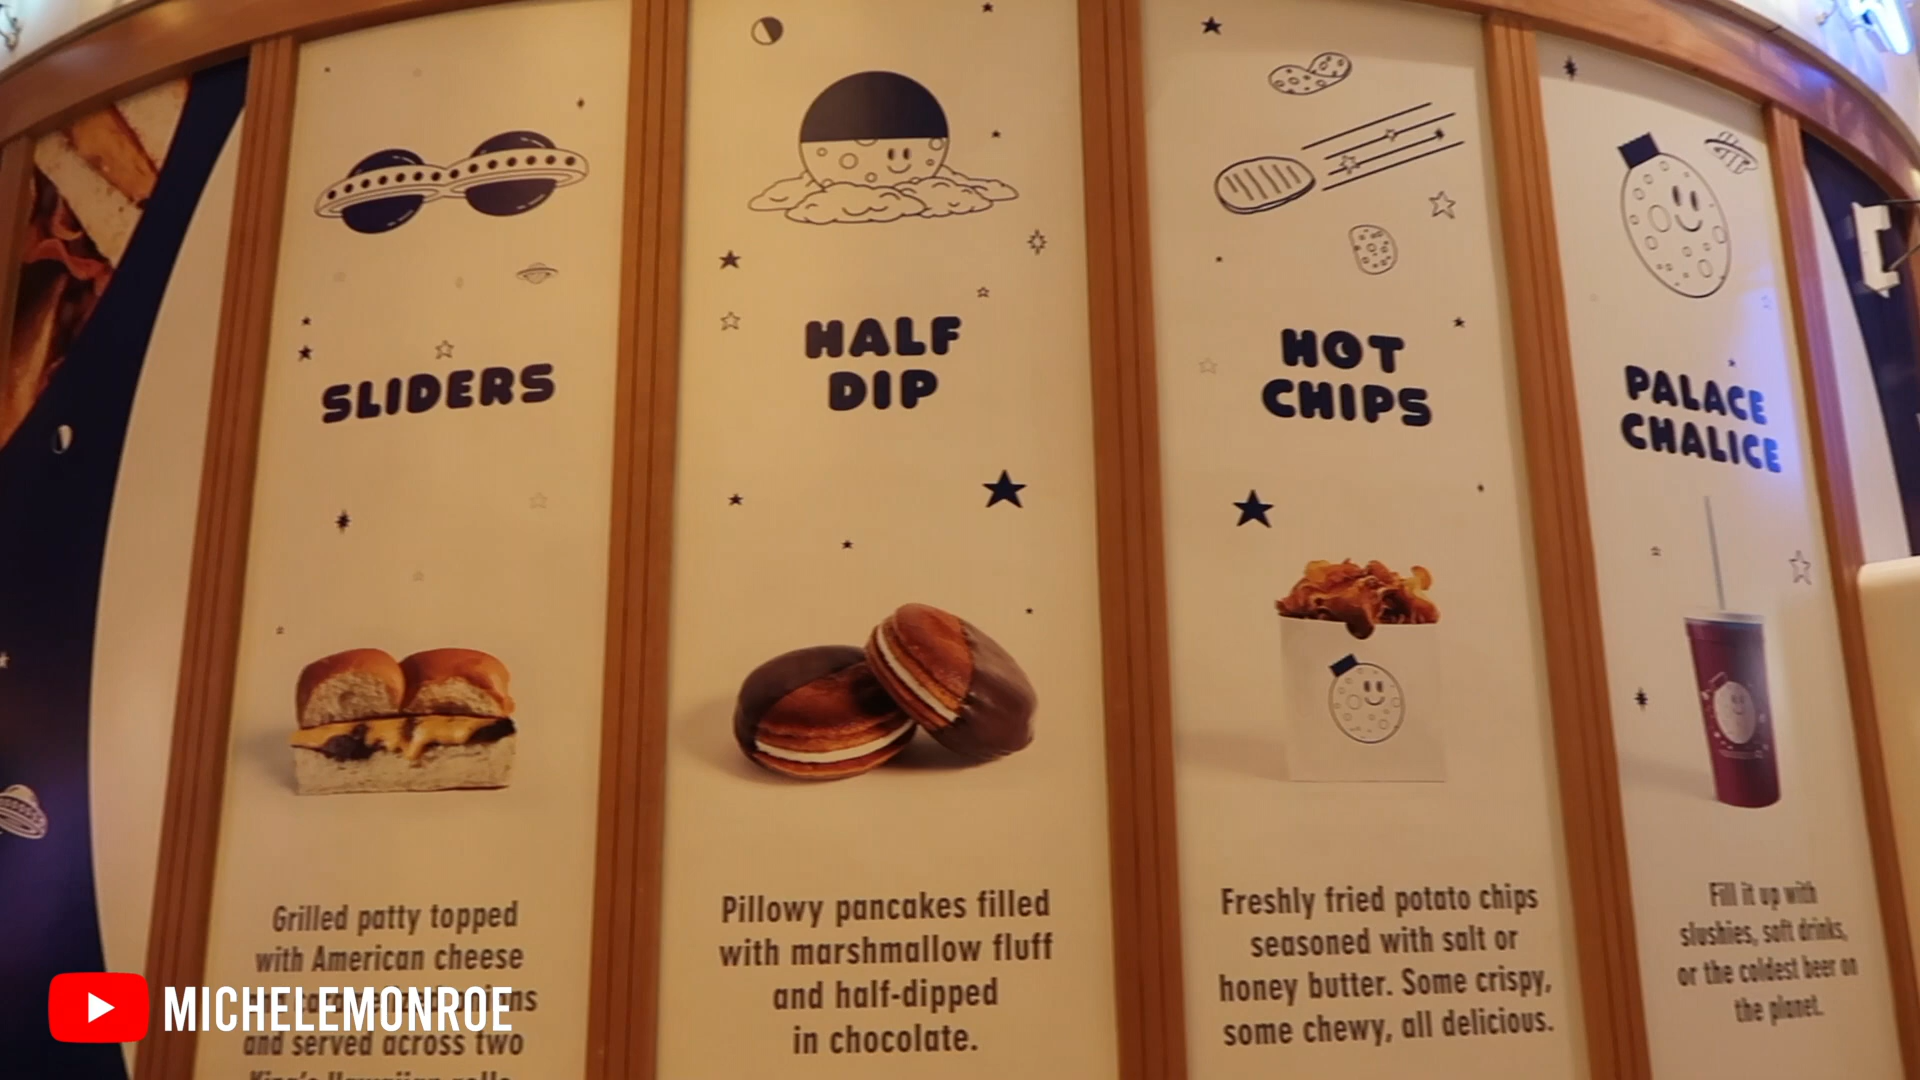 SLIDERS
Grilled patty topped
with American cheese
and served across two
King's Hawaiian rolls
HALF
DIP
Pillowy pancakes filled
with marshmallow fluff
and half-dipped
in chocolate.
HOT
CHIPS
Freshly fried potato chips
seasoned with salt or
honey butter. Some crispy,
some chewy, all delicious.
PALACE
CHALICE
Fill it up with
slushies, soft drinks,
or the coldest beer on
the planet.
MICHELEMONROE